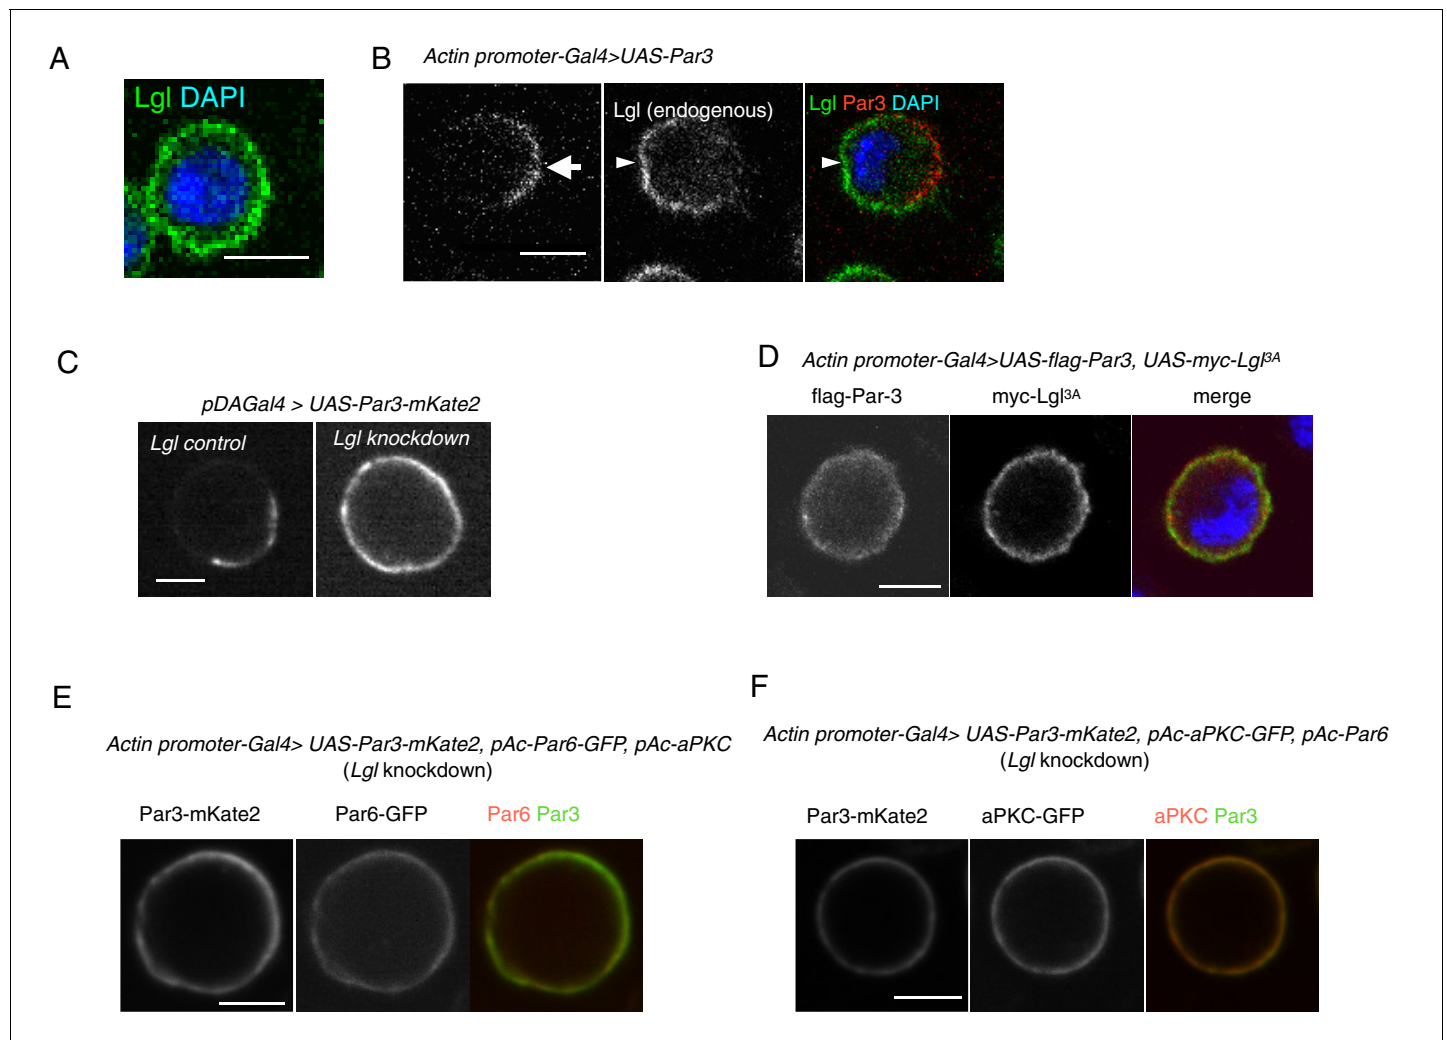 A
Lgl DAPI
B
Actin promoter-Gal4>UAS-Par3
Lgl (endogenous)
Lgl Par3 DAPI
C
pDAGal4 > UAS-Par3-mKate2
Lgl control
Lgl knockdown
D
Actin promoter-Gal4>UAS-flag-Par3, UAS-myc-Lgl3A
flag-Par-3
myc-Lgl3A
merge
E
Actin promoter-Gal4> UAS-Par3-mKate2, pAc-Par6-GFP, pAc-aPKC
(Lgl knockdown)
Par3-mKate2
Par6-GFP
Par6 Par3
F
Actin promoter-Gal4> UAS-Par3-mKate2, pAc-aPKC-GFP, pAc-Par6
(Lgl knockdown)
Par3-mKate2
aPKC-GFP
aPKC Par3